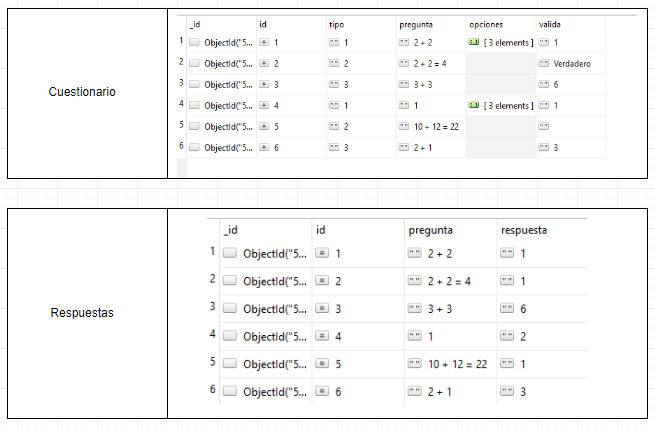 Cuestionario
_id id tipo pregunta opciones valida
1 ObjectId("5... # 1 "" 1 "" 2 + 2 [ 3 elements ] "" 1
2 ObjectId("5... # 2 "" 2 "" 2 + 2 = 4 "" Verdadero
3 ObjectId("5... # 3 "" 3 "" 3 + 3 "" 6
4 ObjectId("5... # 4 "" 1 "" 1 [ 3 elements ] "" 1
5 ObjectId("5... # 5 "" 2 "" 10 + 12 = 22 ""
6 ObjectId("5... # 6 "" 3 "" 2 + 1 "" 3
Respuestas
_id id pregunta respuesta
1 ObjectId("5... # 1 "" 2 + 2 "" 1
2 ObjectId("5... # 2 "" 2 + 2 = 4 "" 1
3 ObjectId("5... # 3 "" 3 + 3 "" 6
4 ObjectId("5... # 4 "" 1 "" 2
5 ObjectId("5... # 5 "" 10 + 12 = 22 "" 1
6 ObjectId("5... # 6 "" 2 + 1 "" 3